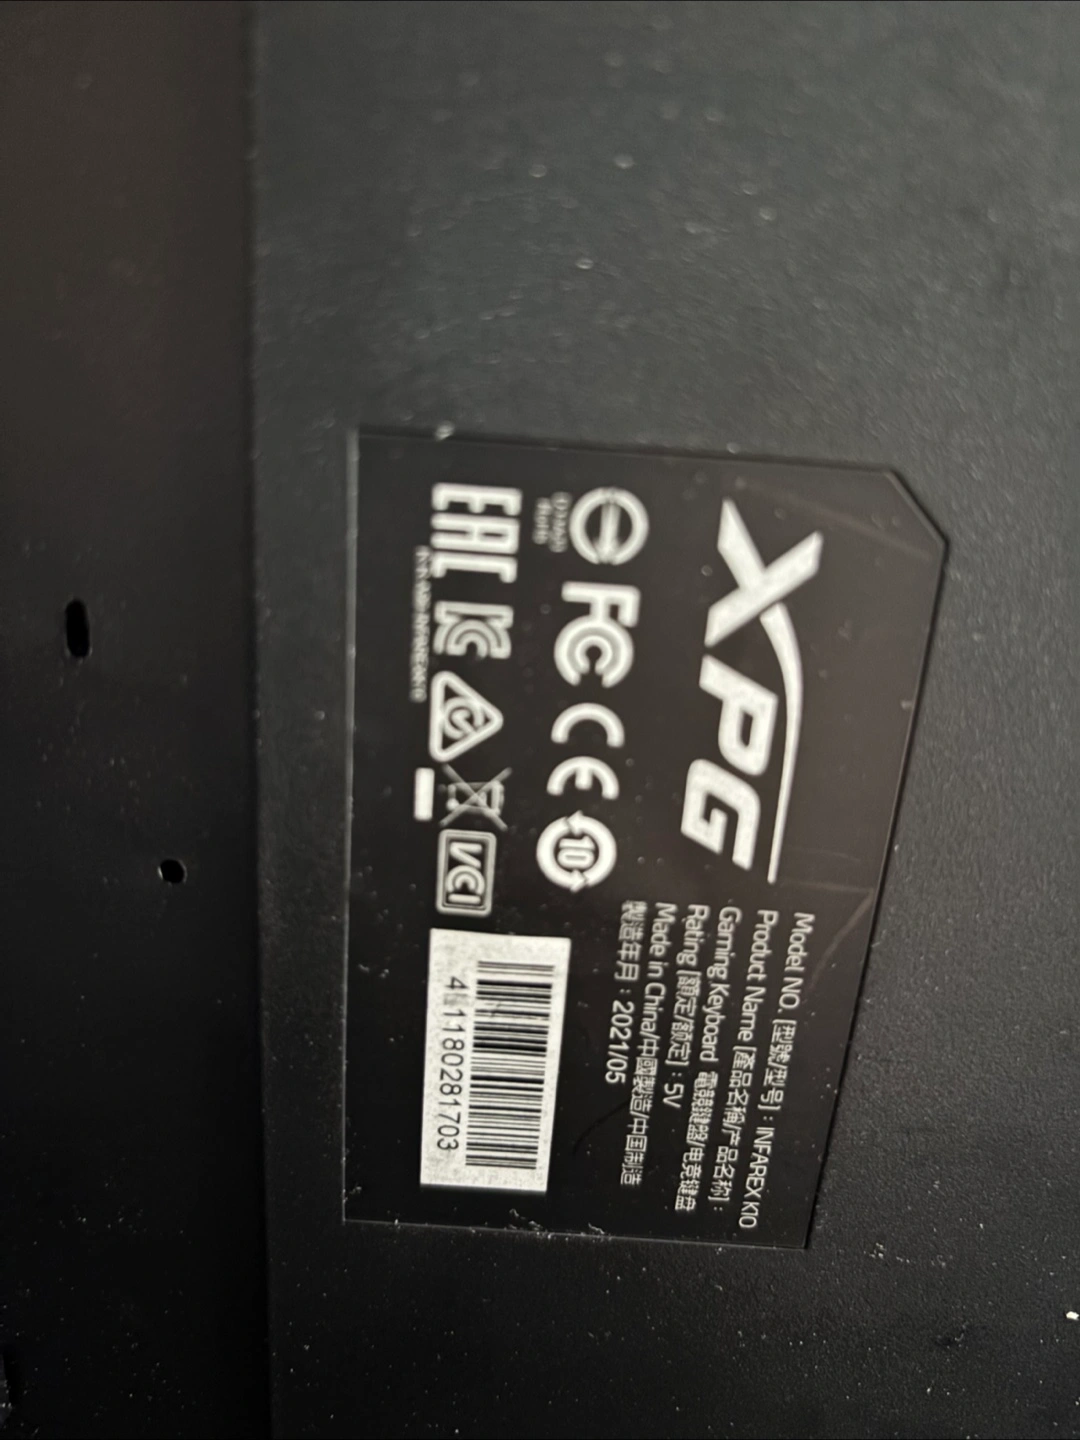 XPG
Model NO. [型號/型号] : INFAREX K10
Product Name [產品名稱/产品名称] :
Gaming Keyboard 電競鍵盤/电竞键盘
Rating [額定/额定] : 5V
Made in China/中國製造/中国制造
製造年月 : 2021/05
FC CE 10
RoHS
EAC
VCI
4 1180281703